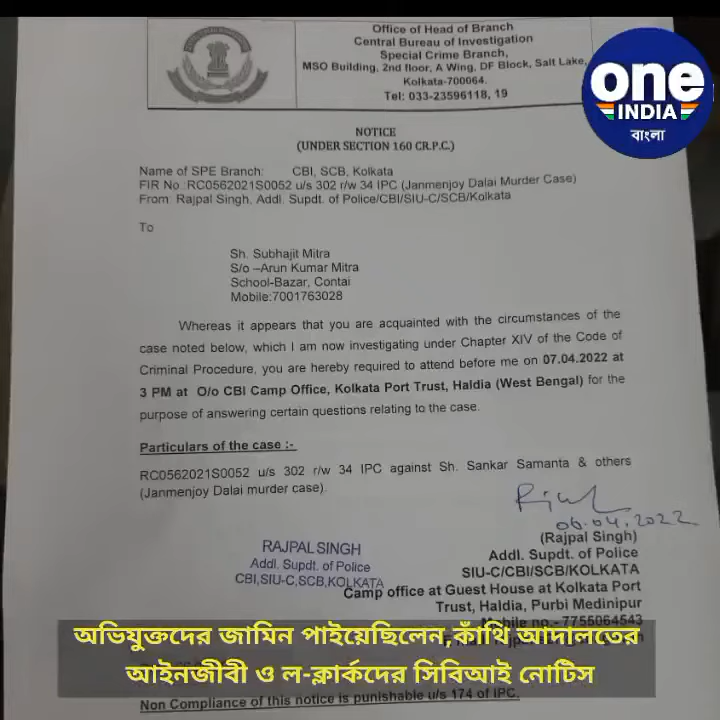 Office of Head of Branch
Central Bureau of Investigation
Special Crime Branch,
MSO Building, 2nd floor, A Wing, DF Block, Salt Lake,
Kolkata-700064.
Tel: 033-23596118, 19
one
INDIA
বাংলা
NOTICE
(UNDER SECTION 160 CR.P.C.)
Name of SPE Branch: CBI, SCB, Kolkata
FIR No :RC0562021S0052 u/s 302 r/w 34 IPC (Janmenjoy Dalai Murder Case)
From: Rajpal Singh, Addl. Supdt. of Police/CBI/SIU-C/SCB/Kolkata
To
Sh. Subhajit Mitra
S/o –Arun Kumar Mitra
School-Bazar, Contai
Mobile:7001763028
Whereas it appears that you are acquainted with the circumstances of the
case noted below, which I am now investigating under Chapter XIV of the Code of
Criminal Procedure, you are hereby required to attend before me on 07.04.2022 at
3 PM at O/o CBI Camp Office, Kolkata Port Trust, Haldia (West Bengal) for the
purpose of answering certain questions relating to the case.
Particulars of the case :-
RC0562021S0052 u/s 302 r/w 34 IPC against Sh. Sankar Samanta & others
(Janmenjoy Dalai murder case).
06.04.2022
(Rajpal Singh)
Addl. Supdt. of Police
SIU-C/CBI/SCB/KOLKATA
RAJPAL SINGH
Addl. Supdt. of Police
CBI,SIU-C,SCB,KOLKATA
Camp office at Guest House at Kolkata Port
Trust, Haldia, Purbi Medinipur
Mobile no.- 7755064543
অভিযুক্তদের জামিন পাইয়েছিলেন,কাঁথি আদালতের
আইনজীবী ও ল-ক্লার্কদের সিবিআই নোটিস
Non Compliance of this notice is punishable u/s 174 of IPC.